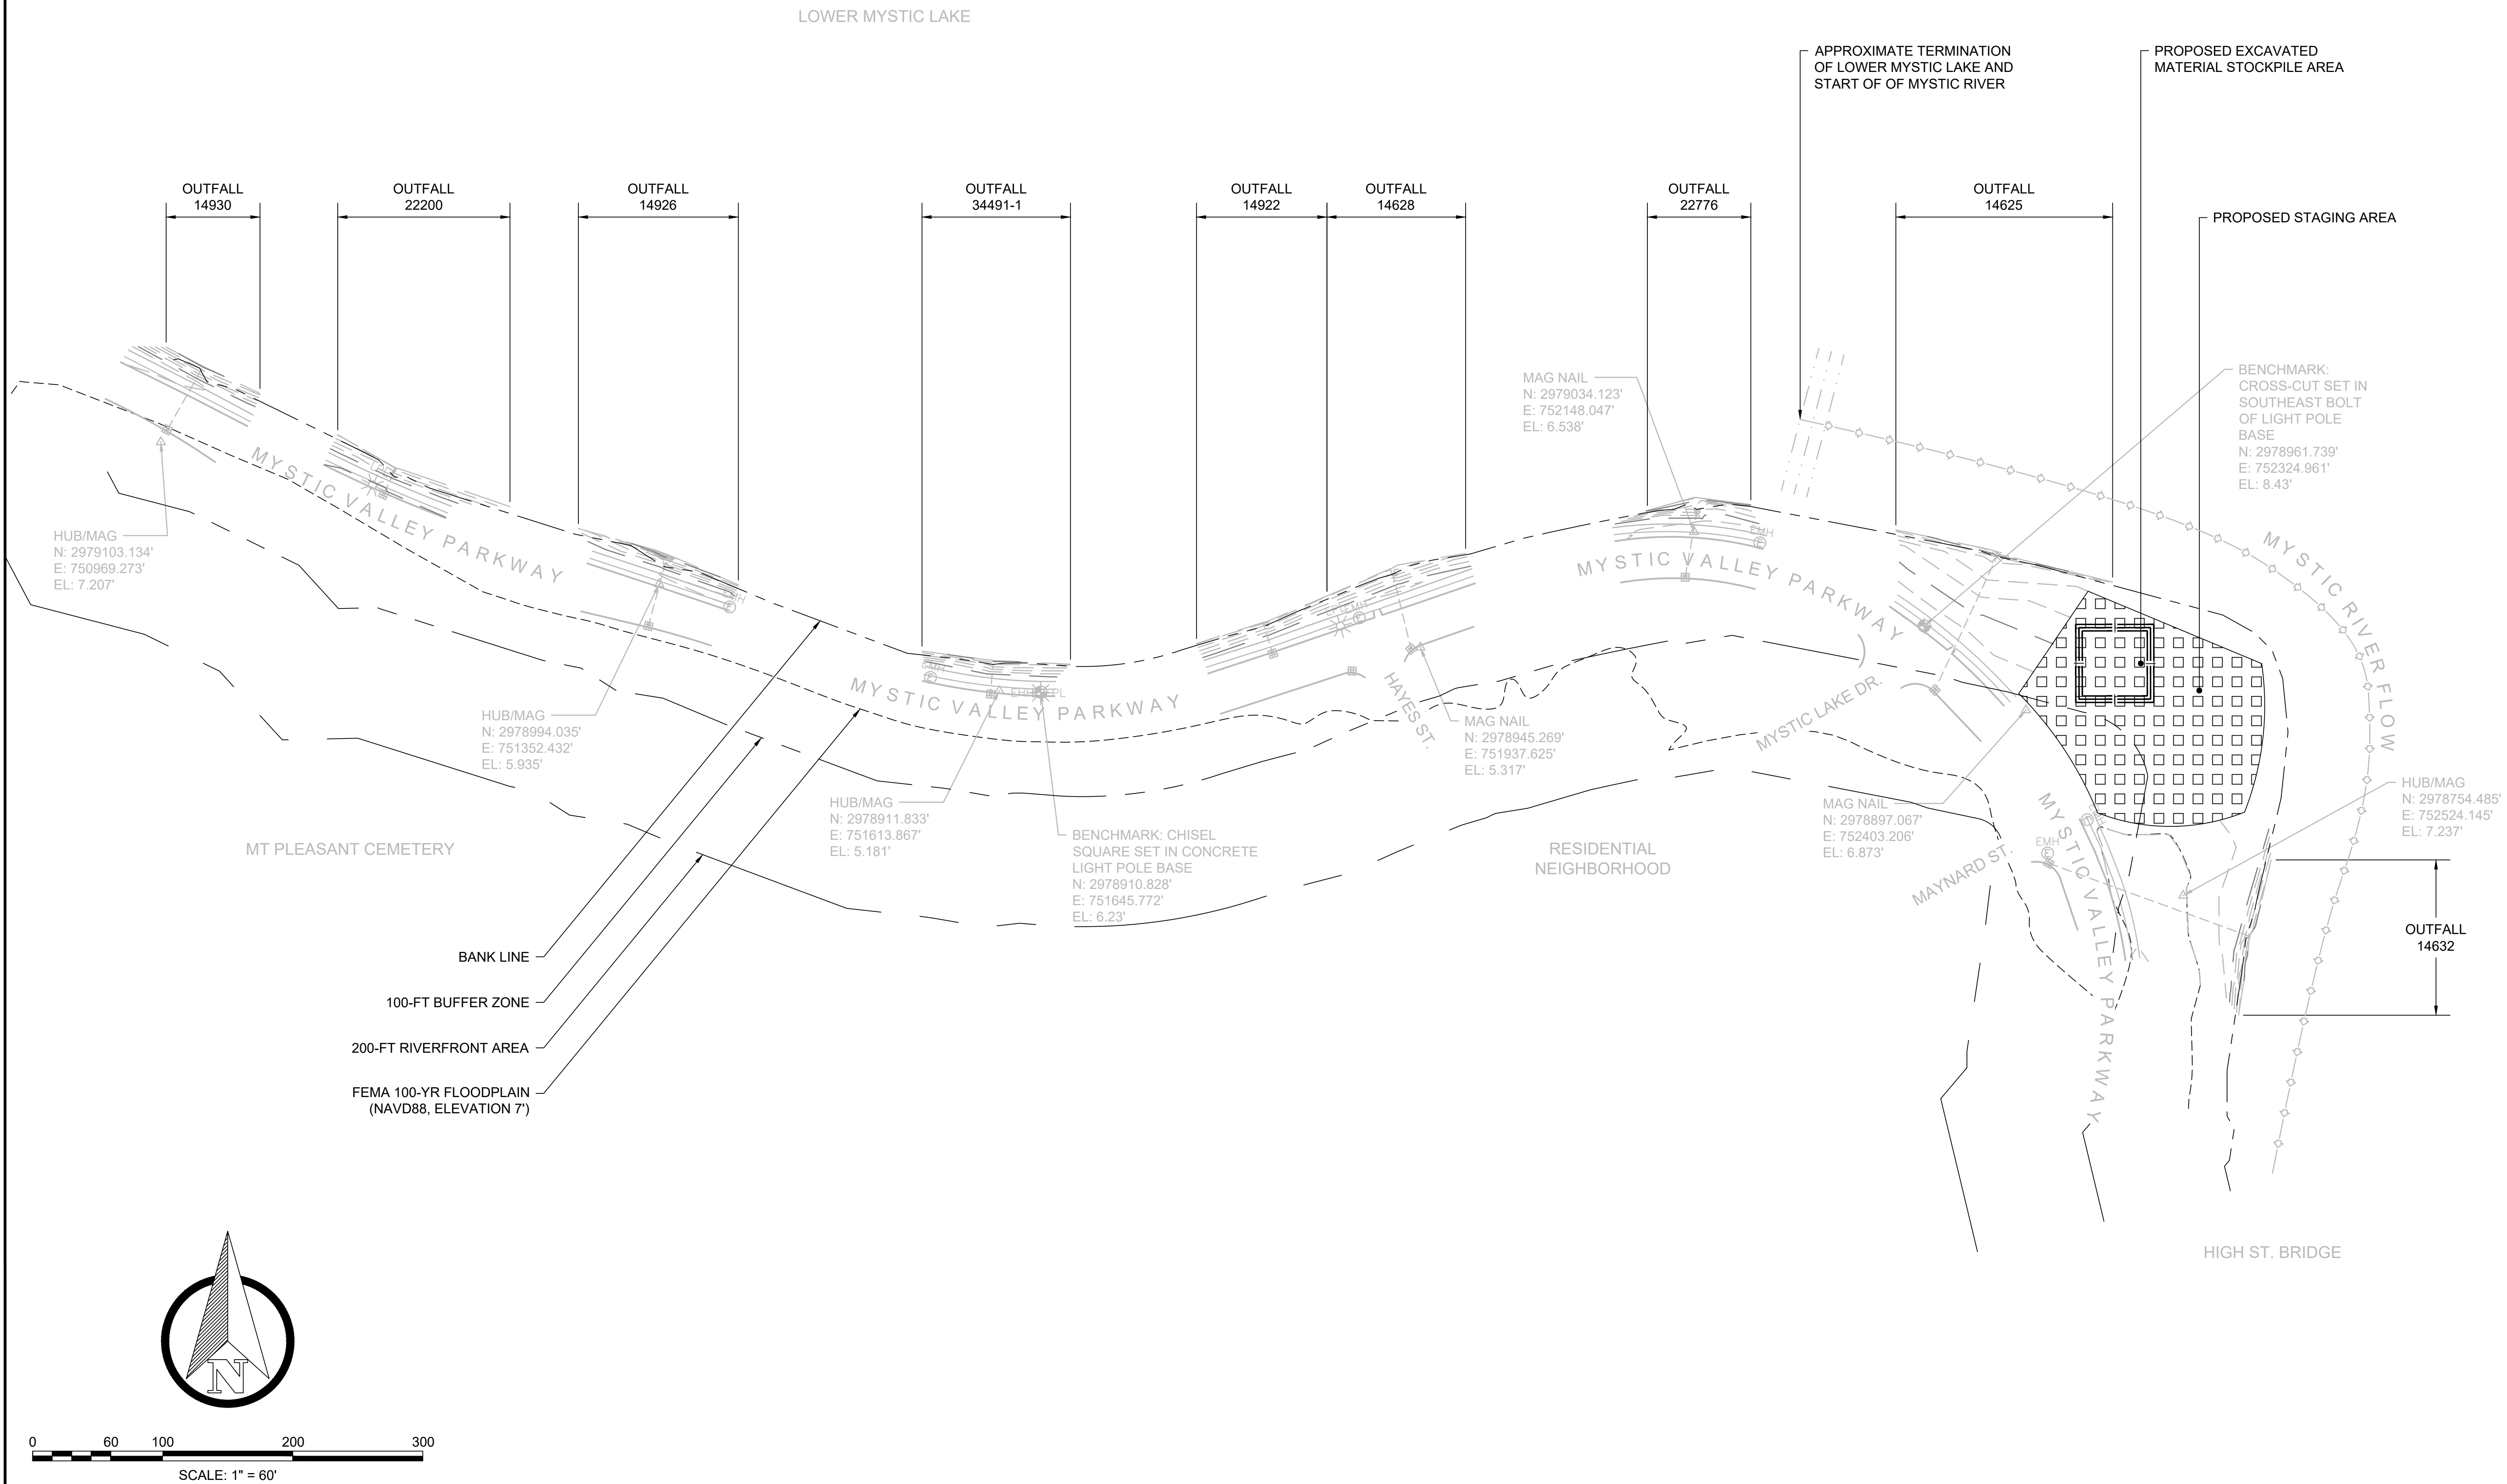 LOWER MYSTIC LAKE
APPROXIMATE TERMINATION
OF LOWER MYSTIC LAKE AND
START OF OF MYSTIC RIVER
PROPOSED EXCAVATED
MATERIAL STOCKPILE AREA
OUTFALL
14930
OUTFALL
22200
OUTFALL
14926
OUTFALL
34491-1
OUTFALL
14922
OUTFALL
14628
OUTFALL
22776
OUTFALL
14625
PROPOSED STAGING AREA
MAG NAIL
N: 2979034.123'
E: 752148.047'
EL: 6.538'
BENCHMARK:
CROSS-CUT SET IN
SOUTHEAST BOLT
OF LIGHT POLE
BASE
N: 2978961.739'
E: 752324.961'
EL: 8.43'
HUB/MAG
N: 2979103.134'
E: 750969.273'
EL: 7.207'
MYSTIC VALLEY PARKWAY
EMH
E
EMH
E
EMH
E
EMH
E
MYSTIC VALLEY PARKWAY
MYSTIC RIVER FLOW
MYSTIC VALLEY PARKWAY
HAYES ST.
MYSTIC LAKE DR.
HUB/MAG
N: 2978994.035'
E: 751352.432'
EL: 5.935'
MAG NAIL
N: 2978945.269'
E: 751937.625'
EL: 5.317'
HUB/MAG
N: 2978911.833'
E: 751613.867'
EL: 5.181'
BENCHMARK: CHISEL
SQUARE SET IN CONCRETE
LIGHT POLE BASE
N: 2978910.828'
E: 751645.772'
EL: 6.23'
MAG NAIL
N: 2978897.067'
E: 752403.206'
EL: 6.873'
HUB/MAG
N: 2978754.485'
E: 752524.145'
EL: 7.237'
MT PLEASANT CEMETERY
RESIDENTIAL
NEIGHBORHOOD
EMH
E
MAYNARD ST.
MYSTIC VALLEY PARKWAY
OUTFALL
14632
BANK LINE
100-FT BUFFER ZONE
200-FT RIVERFRONT AREA
FEMA 100-YR FLOODPLAIN
(NAVD88, ELEVATION 7')
HIGH ST. BRIDGE
N
0 60 100 200 300
SCALE: 1" = 60'